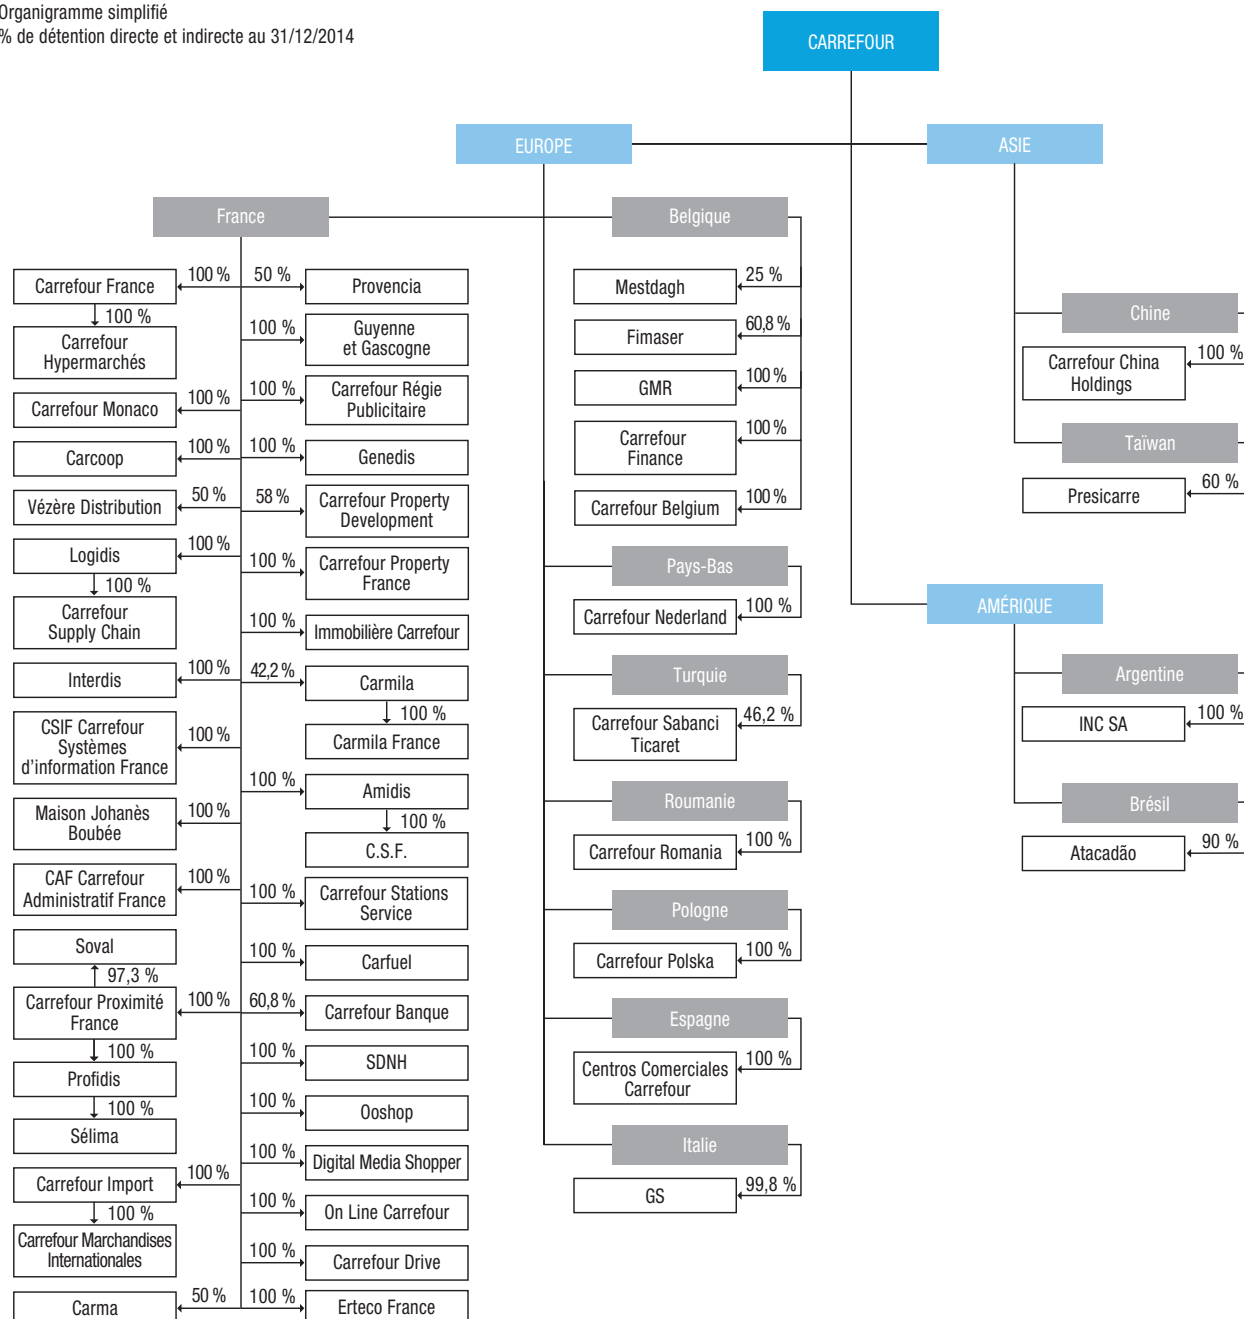 Organigramme simplifié
% de détention directe et indirecte au 31/12/2014
CARREFOUR
EUROPE
ASIE
France
Belgique
Carrefour France
100 %
50 %
Provencia
100 %
Carrefour
Hypermarchés
100 %
Guyenne
et Gascogne
Carrefour Monaco
100 %
100 %
Carrefour Régie
Publicitaire
Carcoop
100 %
100 %
Genedis
Vézère Distribution
50 %
58 %
Carrefour Property
Development
Logidis
100 %
100 %
Carrefour Property
France
100 %
Carrefour
Supply Chain
100 %
Immobilière Carrefour
Interdis
100 %
42,2 %
Carmila
100 %
Carmila France
CSIF Carrefour
Systèmes
d'information France
100 %
100 %
Amidis
100 %
C.S.F.
Maison Johanès
Boubée
100 %
CAF Carrefour
Administratif France
100 %
100 %
Carrefour Stations
Service
Soval
97,3 %
100 %
Carfuel
Carrefour Proximité
France
100 %
60,8 %
Carrefour Banque
100 %
Profidis
100 %
SDNH
100 %
Sélima
100 %
Ooshop
100 %
Digital Media Shopper
Carrefour Import
100 %
100 %
On Line Carrefour
100 %
Carrefour Marchandises
Internationales
100 %
Carrefour Drive
Carma
50 %
100 %
Erteco France
Mestdagh
25 %
Fimaser
60,8 %
GMR
100 %
Carrefour
Finance
100 %
Carrefour Belgium
100 %
Pays-Bas
Carrefour Nederland
100 %
Turquie
Carrefour Sabanci
Ticaret
46,2 %
Roumanie
Carrefour Romania
100 %
Pologne
Carrefour Polska
100 %
Espagne
Centros Comerciales
Carrefour
100 %
Italie
GS
99,8 %
Chine
Carrefour China
Holdings
100 %
Taïwan
Presicarre
60 %
AMÉRIQUE
Argentine
INC SA
100 %
Brésil
Atacadão
90 %